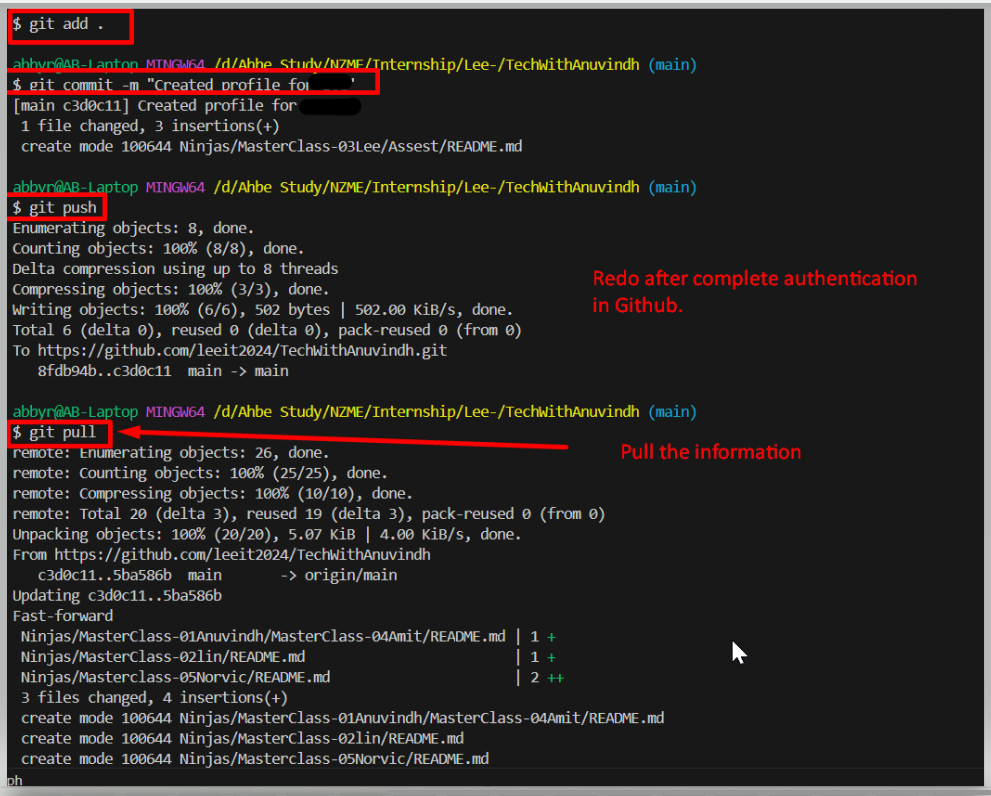 $ git add .
abbyr@AB-Laptop MINGW64 /d/Ahbe Study/NZME/Internship/Lee-/TechWithAnuvindh (main)
$ git commit -m "Created profile for '
[main c3d0c11] Created profile for
1 file changed, 3 insertions(+)
create mode 100644 Ninjas/MasterClass-03Lee/Assest/README.md
abbyr@AB-Laptop MINGW64 /d/Ahbe Study/NZME/Internship/Lee-/TechWithAnuvindh (main)
$ git push
Enumerating objects: 8, done.
Counting objects: 100% (8/8), done.
Delta compression using up to 8 threads
Compressing objects: 100% (3/3), done.
Writing objects: 100% (6/6), 502 bytes | 502.00 KiB/s, done.
Total 6 (delta 0), reused 0 (delta 0), pack-reused 0 (from 0)
To https://github.com/leeit2024/TechWithAnuvindh.git
8fdb94b..c3d0c11 main -> main
Redo after complete authentication
in Github.
abbyr@AB-Laptop MINGW64 /d/Ahbe Study/NZME/Internship/Lee-/TechWithAnuvindh (main)
$ git pull
Pull the information
remote: Enumerating objects: 26, done.
remote: Counting objects: 100% (25/25), done.
remote: Compressing objects: 100% (10/10), done.
remote: Total 20 (delta 3), reused 19 (delta 3), pack-reused 0 (from 0)
Unpacking objects: 100% (20/20), 5.07 KiB | 4.00 KiB/s, done.
From https://github.com/leeit2024/TechWithAnuvindh
c3d0c11..5ba586b main -> origin/main
Updating c3d0c11..5ba586b
Fast-forward
Ninjas/MasterClass-01Anuvindh/MasterClass-04Amit/README.md | 1 +
Ninjas/MasterClass-02lin/README.md | 1 +
Ninjas/Masterclass-05Norvic/README.md | 2 ++
3 files changed, 4 insertions(+)
create mode 100644 Ninjas/MasterClass-01Anuvindh/MasterClass-04Amit/README.md
create mode 100644 Ninjas/MasterClass-02lin/README.md
create mode 100644 Ninjas/Masterclass-05Norvic/README.md
ph